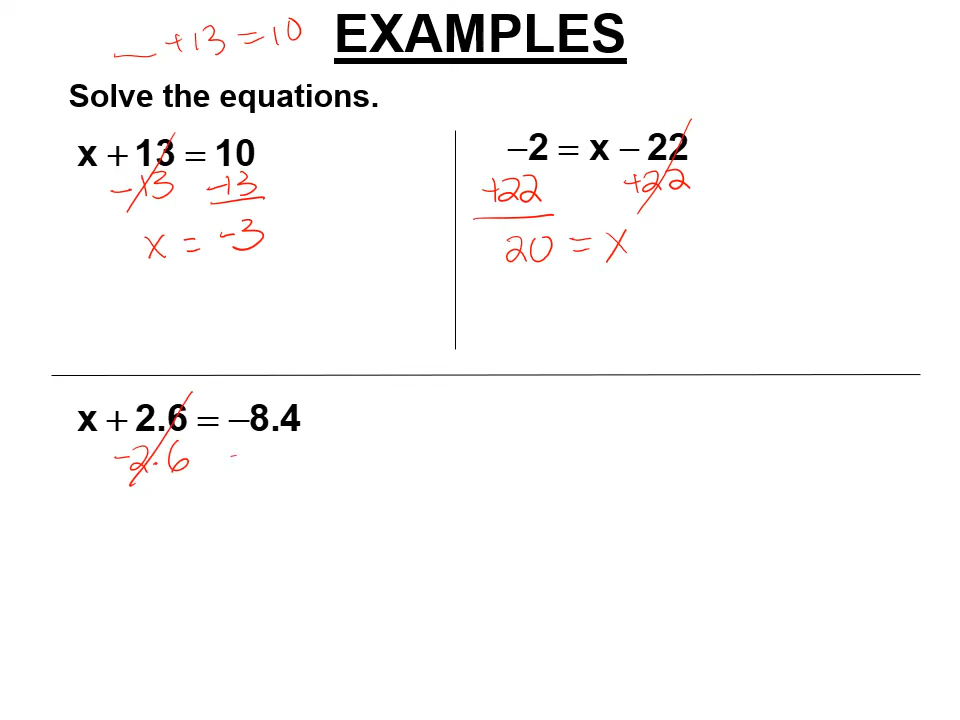 __ +13 = 10
EXAMPLES
Solve the equations.
x + 13 = 10
-13 -13
x = -3
−2 = x − 22
+22 +22
20 = x
x + 2.6 = −8.4
-2.6 -